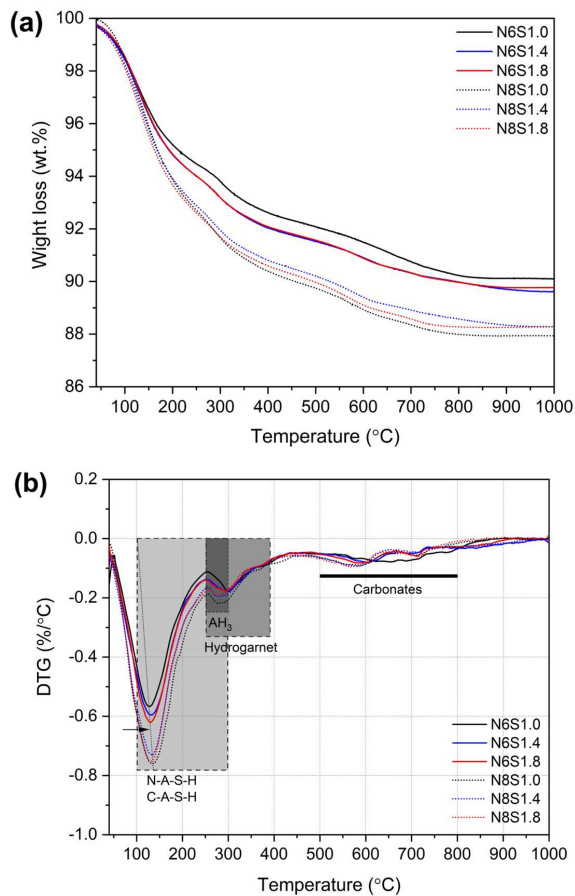 (a)
100
98
96
94
92
90
88
86
Wight loss (wt.%)
N6S1.0
N6S1.4
N6S1.8
N8S1.0
N8S1.4
N8S1.8
100 200 300 400 500 600 700 800 900 1000
Temperature (°C)
(b)
0.2
0.0
-0.2
-0.4
-0.6
-0.8
-1.0
DTG (%/°C)
AH3
Hydrogarnet
Carbonates
N-A-S-H
C-A-S-H
N6S1.0
N6S1.4
N6S1.8
N8S1.0
N8S1.4
N8S1.8
100 200 300 400 500 600 700 800 900 1000
Temperature (°C)